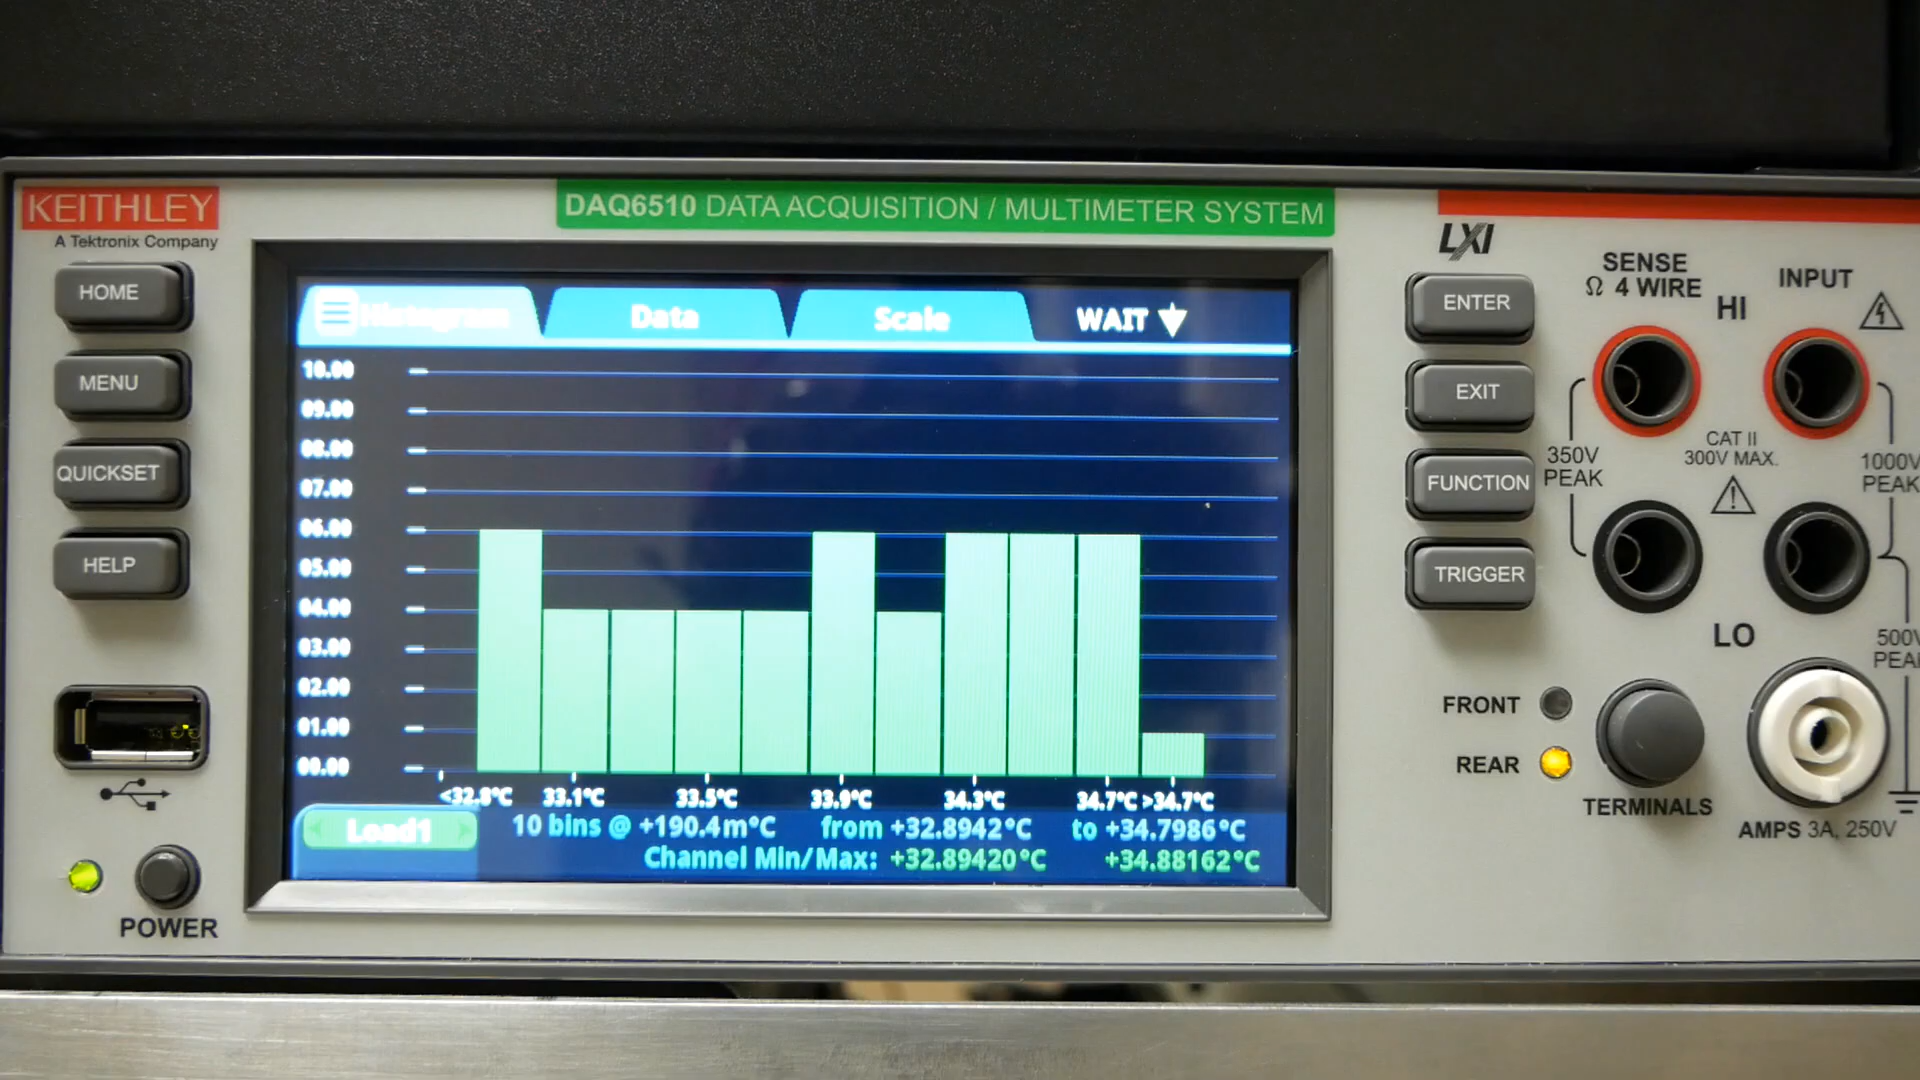 KEITHLEY
A Tektronix Company
DAQ6510 DATA ACQUISITION / MULTIMETER SYSTEM
LXI
HOME
MENU
QUICKSET
HELP
POWER
Histogram
Data
Scale
WAIT
10.00
09.00
08.00
07.00
06.00
05.00
04.00
03.00
02.00
01.00
00.00
<32.8°C 33.1°C 33.5°C 33.9°C 34.3°C 34.7°C >34.7°C
Load1
10 bins @ +190.4m°C from +32.8942°C to +34.7986°C
Channel Min/Max: +32.89420°C +34.88162°C
ENTER
EXIT
FUNCTION
TRIGGER
SENSE
Ω 4 WIRE
INPUT
HI
350V
PEAK
CAT II
300V MAX.
1000V
PEAK
LO
500V
PEAK
FRONT
REAR
TERMINALS
AMPS 3A, 250V